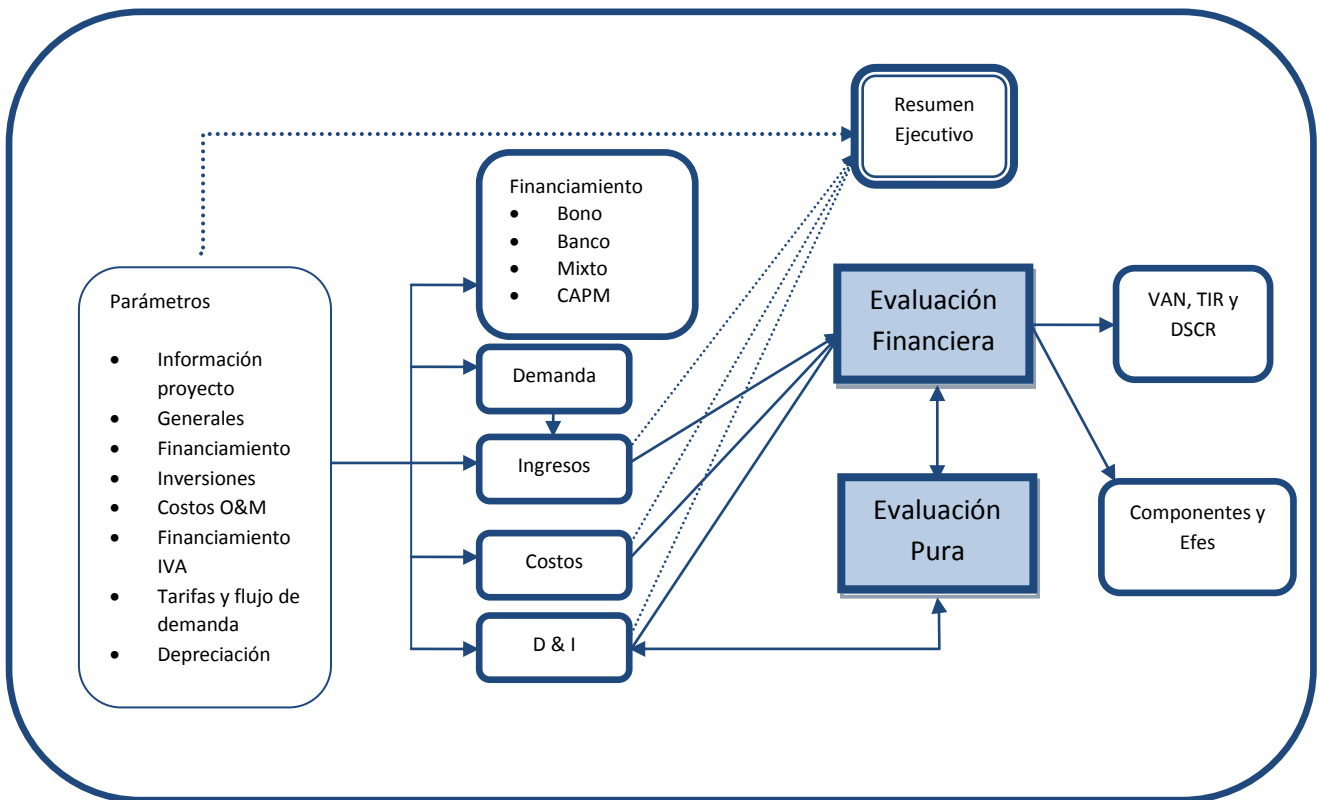 Resumen
Ejecutivo
Financiamiento
• Bono
• Banco
• Mixto
• CAPM
Parámetros
• Información
proyecto
• Generales
• Financiamiento
• Inversiones
• Costos O&M
• Financiamiento
IVA
• Tarifas y flujo de
demanda
• Depreciación
Demanda
Ingresos
Costos
D & I
Evaluación
Financiera
Evaluación
Pura
VAN, TIR y
DSCR
Componentes y
Efes